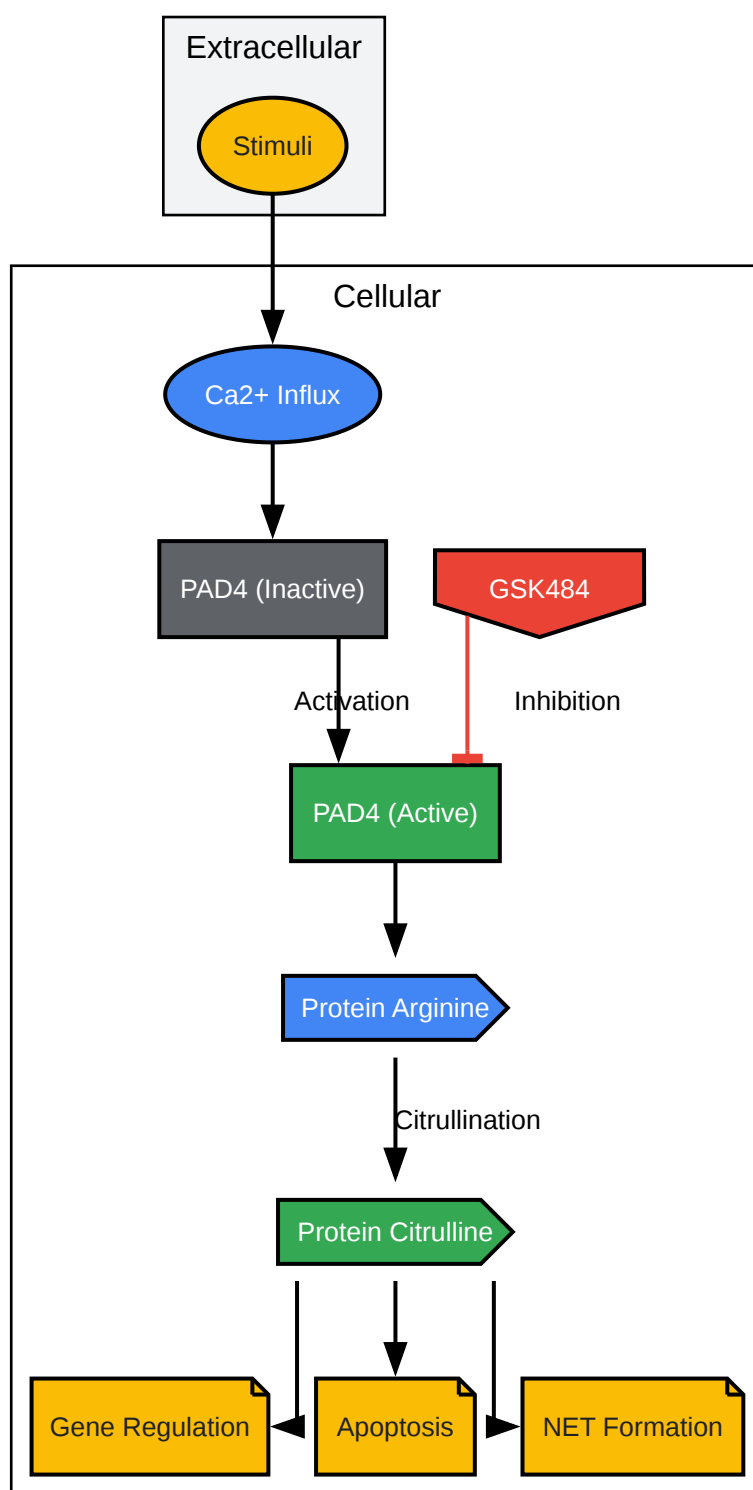 Extracellular
Stimuli
Cellular
Ca2+ Influx
PAD4 (Inactive)
GSK484
Activation
Inhibition
PAD4 (Active)
Protein Arginine
Citrullination
Protein Citrulline
Gene Regulation
Apoptosis
NET Formation